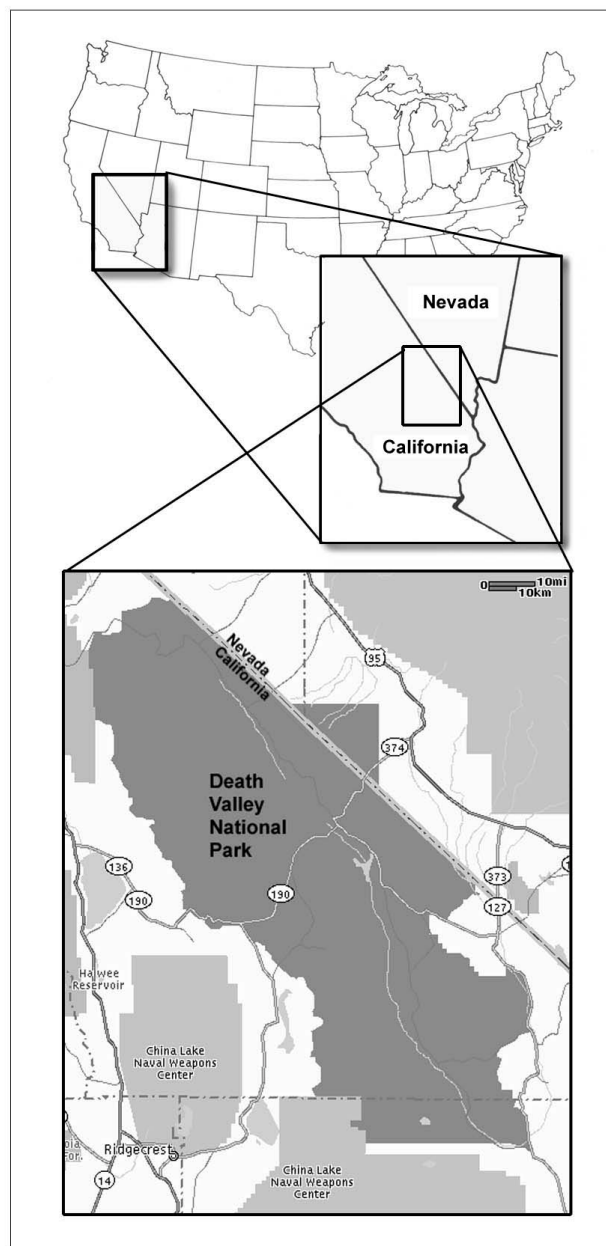 Nevada
California
0 10mi
10km
Nevada
California
95
374
Death
Valley
National
Park
136
190
190
373
127
Haiwee
Reservoir
China Lake
Naval Weapons
Center
Ridgecrest
14
China Lake
Naval Weapons
Center